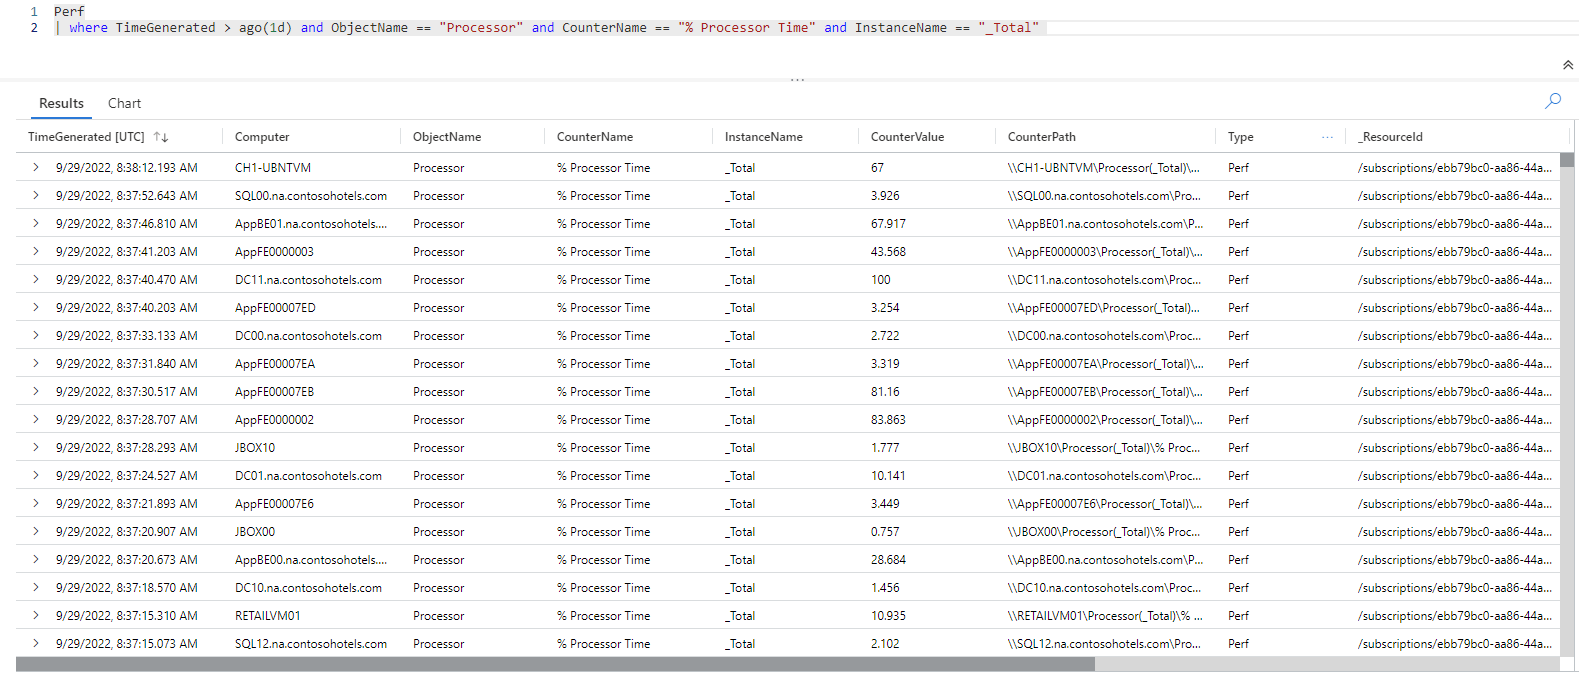 1 Perf
2 | where TimeGenerated > ago(1d) and ObjectName == "Processor" and CounterName == "% Processor Time" and InstanceName == "_Total"
...
Results Chart
TimeGenerated [UTC] ↑↓ Computer ObjectName CounterName InstanceName CounterValue CounterPath Type ... _ResourceId
> 9/29/2022, 8:38:12.193 AM CH1-UBNTVM Processor % Processor Time _Total 67 \\CH1-UBNTVM\Processor(_Total)\... Perf /subscriptions/ebb79bc0-aa86-44a...
> 9/29/2022, 8:37:52.643 AM SQL00.na.contosohotels.com Processor % Processor Time _Total 3.926 \\SQL00.na.contosohotels.com\Pro... Perf /subscriptions/ebb79bc0-aa86-44a...
> 9/29/2022, 8:37:46.810 AM AppBE01.na.contosohotels.... Processor % Processor Time _Total 67.917 \\AppBE01.na.contosohotels.com\P... Perf /subscriptions/ebb79bc0-aa86-44a...
> 9/29/2022, 8:37:41.203 AM AppFE0000003 Processor % Processor Time _Total 43.568 \\AppFE0000003\Processor(_Total)\... Perf /subscriptions/ebb79bc0-aa86-44a...
> 9/29/2022, 8:37:40.470 AM DC11.na.contosohotels.com Processor % Processor Time _Total 100 \\DC11.na.contosohotels.com\Proc... Perf /subscriptions/ebb79bc0-aa86-44a...
> 9/29/2022, 8:37:40.203 AM AppFE00007ED Processor % Processor Time _Total 3.254 \\AppFE00007ED\Processor(_Total)... Perf /subscriptions/ebb79bc0-aa86-44a...
> 9/29/2022, 8:37:33.133 AM DC00.na.contosohotels.com Processor % Processor Time _Total 2.722 \\DC00.na.contosohotels.com\Proc... Perf /subscriptions/ebb79bc0-aa86-44a...
> 9/29/2022, 8:37:31.840 AM AppFE00007EA Processor % Processor Time _Total 3.319 \\AppFE00007EA\Processor(_Total)\... Perf /subscriptions/ebb79bc0-aa86-44a...
> 9/29/2022, 8:37:30.517 AM AppFE00007EB Processor % Processor Time _Total 81.16 \\AppFE00007EB\Processor(_Total)\... Perf /subscriptions/ebb79bc0-aa86-44a...
> 9/29/2022, 8:37:28.707 AM AppFE0000002 Processor % Processor Time _Total 83.863 \\AppFE0000002\Processor(_Total)\... Perf /subscriptions/ebb79bc0-aa86-44a...
> 9/29/2022, 8:37:28.293 AM JBOX10 Processor % Processor Time _Total 1.777 \\JBOX10\Processor(_Total)\% Proc... Perf /subscriptions/ebb79bc0-aa86-44a...
> 9/29/2022, 8:37:24.527 AM DC01.na.contosohotels.com Processor % Processor Time _Total 10.141 \\DC01.na.contosohotels.com\Proc... Perf /subscriptions/ebb79bc0-aa86-44a...
> 9/29/2022, 8:37:21.893 AM AppFE00007E6 Processor % Processor Time _Total 3.449 \\AppFE00007E6\Processor(_Total)\... Perf /subscriptions/ebb79bc0-aa86-44a...
> 9/29/2022, 8:37:20.907 AM JBOX00 Processor % Processor Time _Total 0.757 \\JBOX00\Processor(_Total)\% Proc... Perf /subscriptions/ebb79bc0-aa86-44a...
> 9/29/2022, 8:37:20.673 AM AppBE00.na.contosohotels.... Processor % Processor Time _Total 28.684 \\AppBE00.na.contosohotels.com\P... Perf /subscriptions/ebb79bc0-aa86-44a...
> 9/29/2022, 8:37:18.570 AM DC10.na.contosohotels.com Processor % Processor Time _Total 1.456 \\DC10.na.contosohotels.com\Proc... Perf /subscriptions/ebb79bc0-aa86-44a...
> 9/29/2022, 8:37:15.310 AM RETAILVM01 Processor % Processor Time _Total 10.935 \\RETAILVM01\Processor(_Total)\% ... Perf /subscriptions/ebb79bc0-aa86-44a...
> 9/29/2022, 8:37:15.073 AM SQL12.na.contosohotels.com Processor % Processor Time _Total 2.102 \\SQL12.na.contosohotels.com\Pro... Perf /subscriptions/ebb79bc0-aa86-44a...